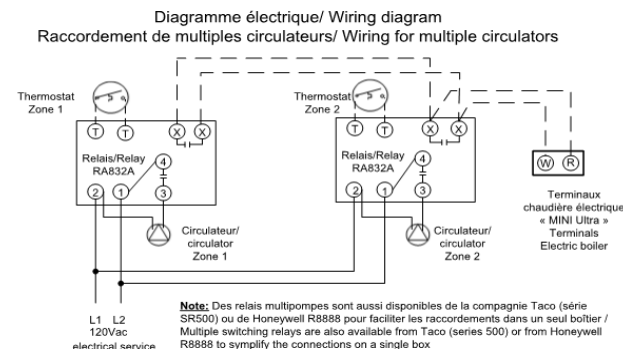 Diagramme électrique/ Wiring diagram
Raccordement de multiples circulateurs/ Wiring for multiple circulators
Thermostat
Zone 1
Thermostat
Zone 2
T T X X
T T X X
Relais/Relay
RA832A
4
2 1 3
Relais/Relay
RA832A
4
2 1 3
W R
Circulateur/
circulator
Zone 1
Circulateur/
circulator
Zone 2
Terminaux
chaudière électrique
« MINI Ultra »
Terminals
Electric boiler
L1 L2
120Vac
electrical service
Note: Des relais multipompes sont aussi disponibles de la compagnie Taco (série
SR500) ou de Honeywell R8888 pour faciliter les raccordements dans un seul boîtier /
Multiple switching relays are also available from Taco (series 500) or from Honeywell
R8888 to symplify the connections on a single box